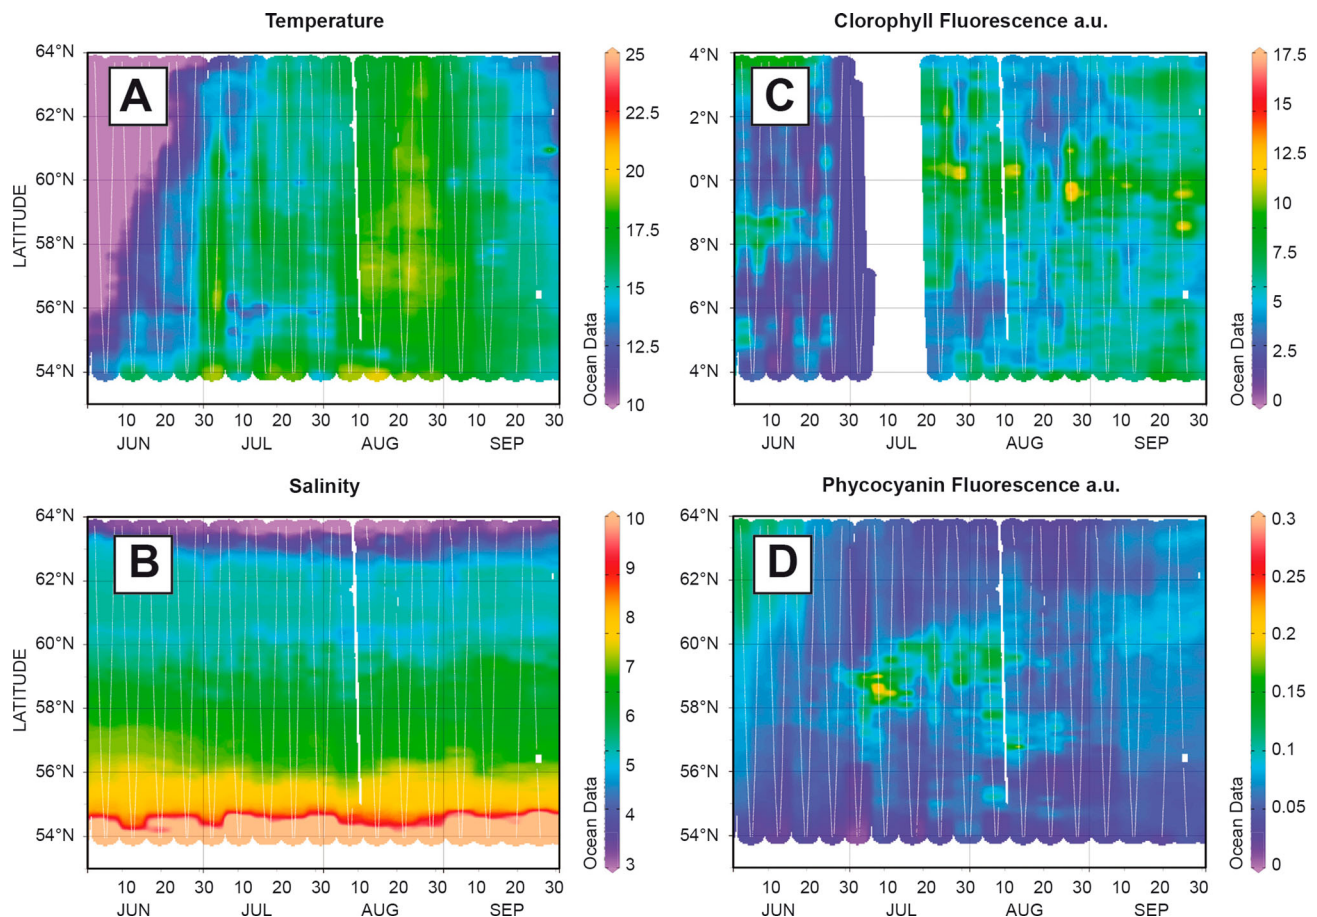 Temperature
64°N
62°N
60°N
58°N
56°N
54°N
LATITUDE
A
10 20 30 10 20 30 10 20 30 10 20 30
JUN JUL AUG SEP
25
22.5
20
17.5
15
12.5
10
Ocean Data
Clorophyll Fluorescence a.u.
4°N
2°N
0°N
8°N
6°N
4°N
C
10 20 30 10 20 30 10 20 30 10 20 30
JUN JUL AUG SEP
17.5
15
12.5
10
7.5
5
2.5
0
Ocean Data
Salinity
64°N
62°N
60°N
58°N
56°N
54°N
LATITUDE
B
10 20 30 10 20 30 10 20 30 10 20 30
JUN JUL AUG SEP
10
9
8
7
6
5
4
3
Ocean Data
Phycocyanin Fluorescence a.u.
64°N
62°N
60°N
58°N
56°N
54°N
D
10 20 30 10 20 30 10 20 30 10 20 30
JUN JUL AUG SEP
0.3
0.25
0.2
0.15
0.1
0.05
0
Ocean Data